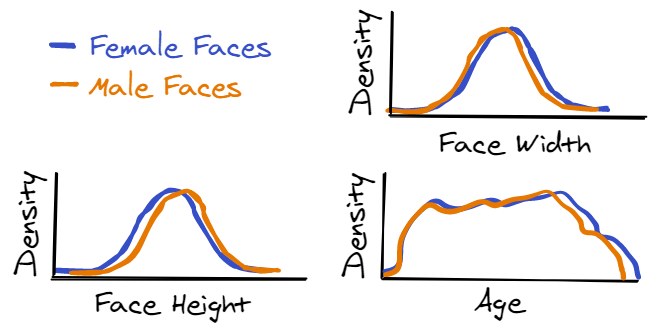 Female Faces
Male Faces
Density
Face Width
Density
Face Height
Density
Age